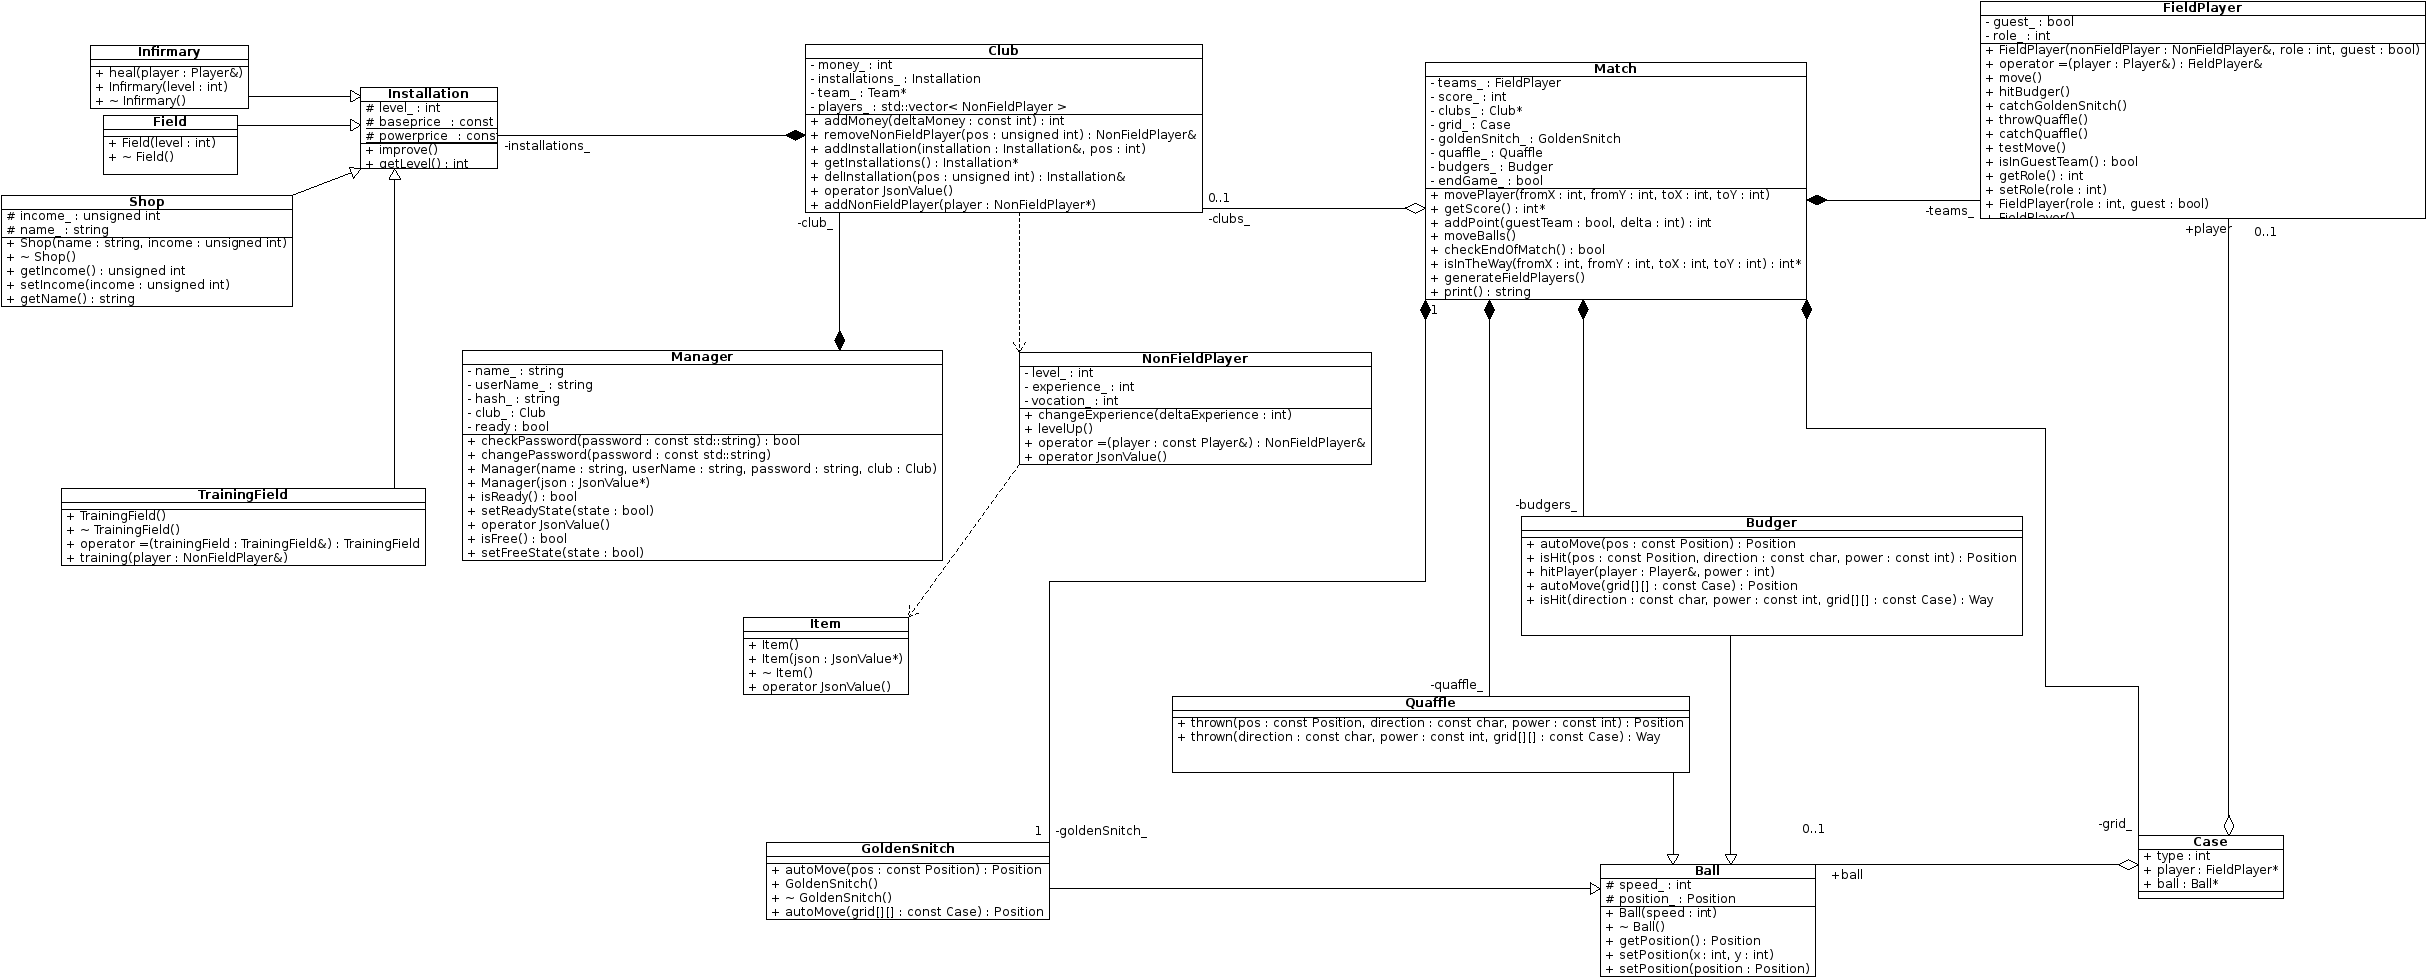 Infirmary
+ heal(player : Player&)
+ Infirmary(level : int)
+ ~ Infirmary()
Field
+ Field(level : int)
+ ~ Field()
Installation
# level_ : int
# baseprice_ : const
# powerprice_ : const
+ improve()
+ getLevel() : int
Shop
# income_ : unsigned int
# name_ : string
+ Shop(name : string, income : unsigned int)
+ ~ Shop()
+ getIncome() : unsigned int
+ setIncome(income : unsigned int)
+ getName() : string
TrainingField
+ TrainingField()
+ ~ TrainingField()
+ operator =(trainingField : TrainingField&) : TrainingField
+ training(player : NonFieldPlayer&)
-installations_
Club
- money_ : int
- installations_ : Installation
- team_ : Team*
- players_ : std::vector< NonFieldPlayer >
+ addMoney(deltaMoney : const int) : int
+ removeNonFieldPlayer(pos : unsigned int) : NonFieldPlayer&
+ addInstallation(installation : Installation&, pos : int)
+ getInstallations() : Installation*
+ delInstallation(pos : unsigned int) : Installation&
+ operator JsonValue()
+ addNonFieldPlayer(player : NonFieldPlayer*)
-club_
0..1
-clubs_
Manager
- name_ : string
- userName_ : string
- hash_ : string
- club_ : Club
- ready : bool
+ checkPassword(password : const std::string) : bool
+ changePassword(password : const std::string)
+ Manager(name : string, userName : string, password : string, club : Club)
+ Manager(json : JsonValue*)
+ isReady() : bool
+ setReadyState(state : bool)
+ operator JsonValue()
+ isFree() : bool
+ setFreeState(state : bool)
NonFieldPlayer
- level_ : int
- experience_ : int
- vocation_ : int
+ changeExperience(deltaExperience : int)
+ levelUp()
+ operator =(player : const Player&) : NonFieldPlayer&
+ operator JsonValue()
Item
+ Item()
+ Item(json : JsonValue*)
+ ~ Item()
+ operator JsonValue()
Match
- teams_ : FieldPlayer
- score_ : int
- clubs_ : Club*
- grid_ : Case
- goldenSnitch_ : GoldenSnitch
- quaffle_ : Quaffle
- budgers_ : Budger
- endGame_ : bool
+ movePlayer(fromX : int, fromY : int, toX : int, toY : int)
+ getScore() : int*
+ addPoint(guestTeam : bool, delta : int) : int
+ moveBalls()
+ checkEndOfMatch() : bool
+ isInTheWay(fromX : int, fromY : int, toX : int, toY : int) : int*
+ generateFieldPlayers()
+ print() : string
1
-teams_
FieldPlayer
- guest_ : bool
- role_ : int
+ FieldPlayer(nonFieldPlayer : NonFieldPlayer&, role : int, guest : bool)
+ operator =(player : Player&) : FieldPlayer&
+ move()
+ hitBudger()
+ catchGoldenSnitch()
+ throwQuaffle()
+ catchQuaffle()
+ testMove()
+ isInGuestTeam() : bool
+ getRole() : int
+ setRole(role : int)
+ FieldPlayer(role : int, guest : bool)
+ FieldPlayer()
+player
0..1
-budgers_
Budger
+ autoMove(pos : const Position) : Position
+ isHit(pos : const Position, direction : const char, power : const int) : Position
+ hitPlayer(player : Player&, power : int)
+ autoMove(grid[][] : const Case) : Position
+ isHit(direction : const char, power : const int, grid[][] : const Case) : Way
-quaffle_
Quaffle
+ thrown(pos : const Position, direction : const char, power : const int) : Position
+ thrown(direction : const char, power : const int, grid[][] : const Case) : Way
1
-goldenSnitch_
GoldenSnitch
+ autoMove(pos : const Position) : Position
+ GoldenSnitch()
+ ~ GoldenSnitch()
+ autoMove(grid[][] : const Case) : Position
Ball
# speed_ : int
# position_ : Position
+ Ball(speed : int)
+ ~ Ball()
+ getPosition() : Position
+ setPosition(x : int, y : int)
+ setPosition(position : Position)
0..1
+ball
-grid_
Case
+ type : int
+ player : FieldPlayer*
+ ball : Ball*